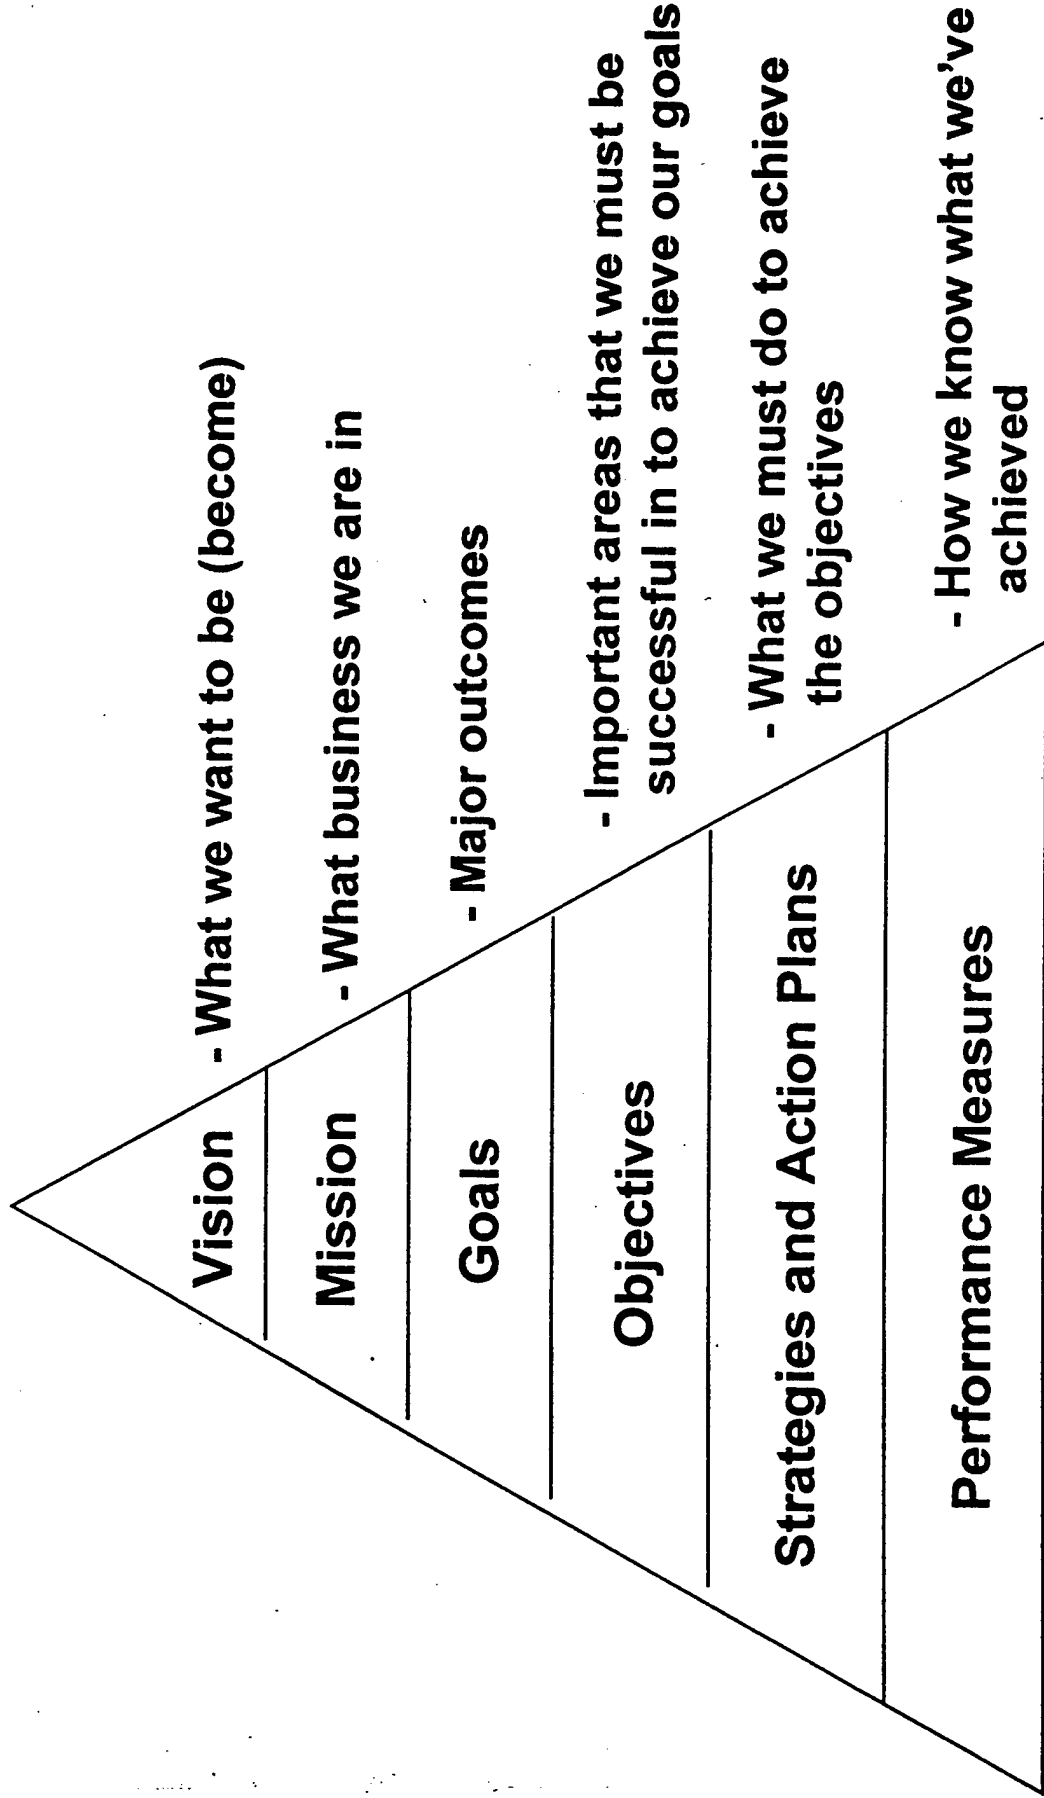 Vision
- What we want to be (become)
Mission
- What business we are in
Goals
- Major outcomes
Objectives
- Important areas that we must be
successful in to achieve our goals
Strategies and Action Plans
- What we must do to achieve
the objectives
Performance Measures
- How we know what we've
achieved